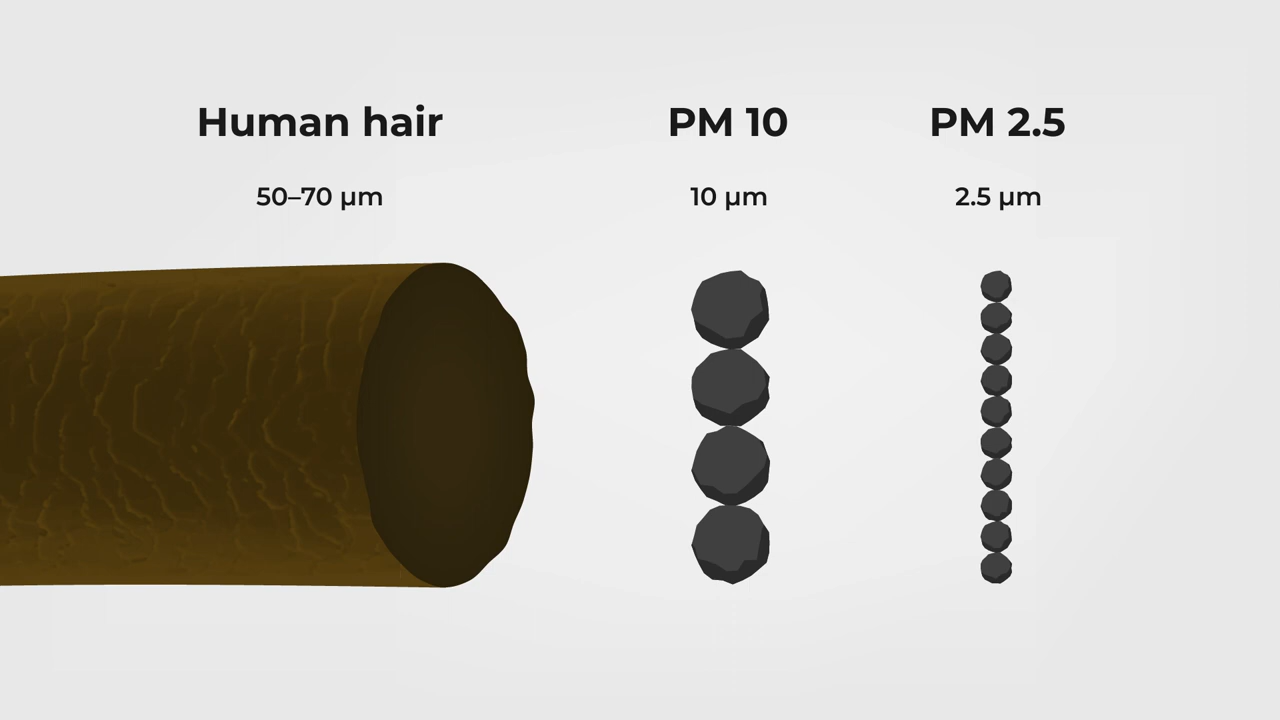 Human hair
PM 10
PM 2.5
50–70 µm
10 µm
2.5 µm